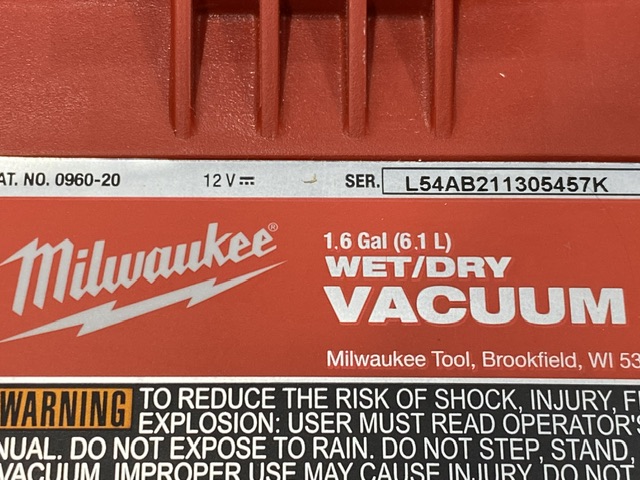 AT. NO. 0960-20 12 V⎓ SER. L54AB211305457K
Milwaukee®
1.6 Gal (6.1 L)
WET/DRY
VACUUM
Milwaukee Tool, Brookfield, WI 53
WARNING TO REDUCE THE RISK OF SHOCK, INJURY, FI
EXPLOSION: USER MUST READ OPERATOR'S
NUAL. DO NOT EXPOSE TO RAIN. DO NOT STEP, STAND,
VACUUM. IMPROPER USE MAY CAUSE INJURY. DO NOT